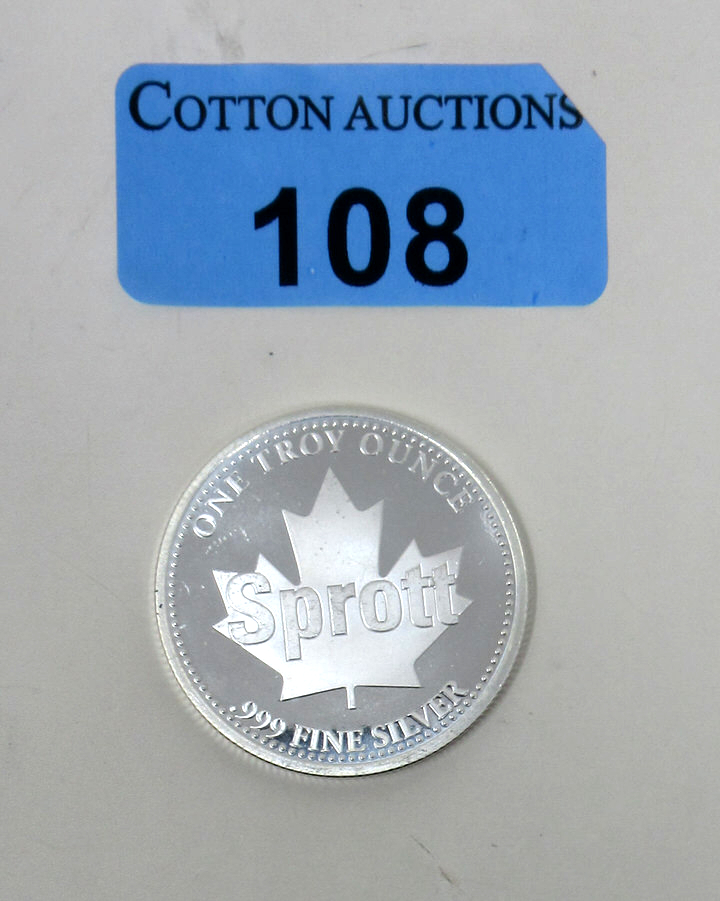 COTTON AUCTIONS
108
ONE TROY OUNCE
Sprott
.999 FINE SILVER